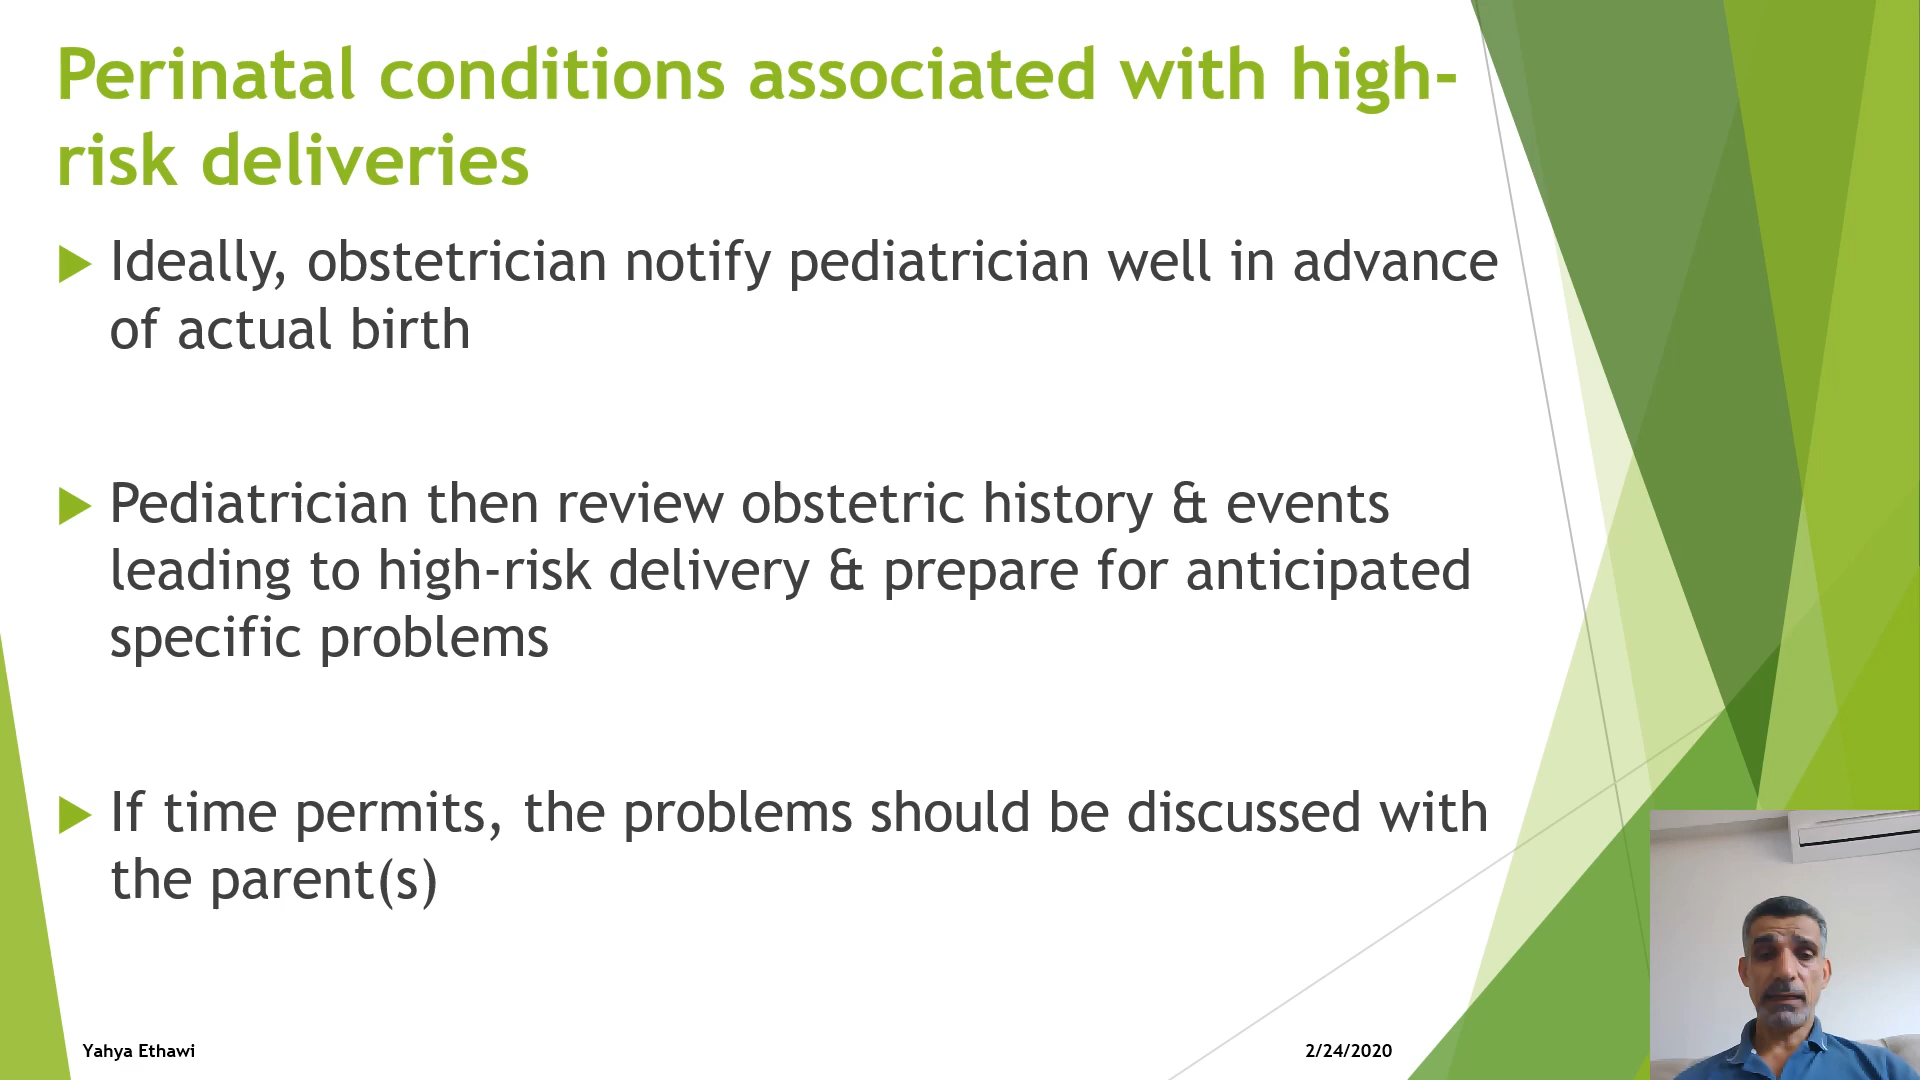 Perinatal conditions associated with high-
risk deliveries
Ideally, obstetrician notify pediatrician well in advance
of actual birth
Pediatrician then review obstetric history & events
leading to high-risk delivery & prepare for anticipated
specific problems
If time permits, the problems should be discussed with
the parent(s)
Yahya Ethawi
2/24/2020